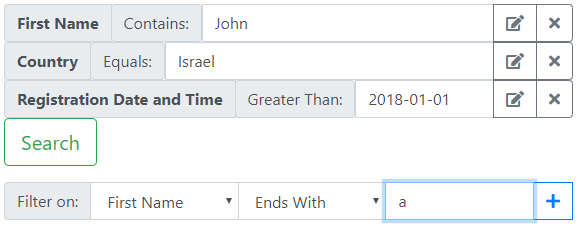 First Name Contains: John
Country Equals: Israel
Registration Date and Time Greater Than: 2018-01-01
Search
Filter on: First Name Ends With a